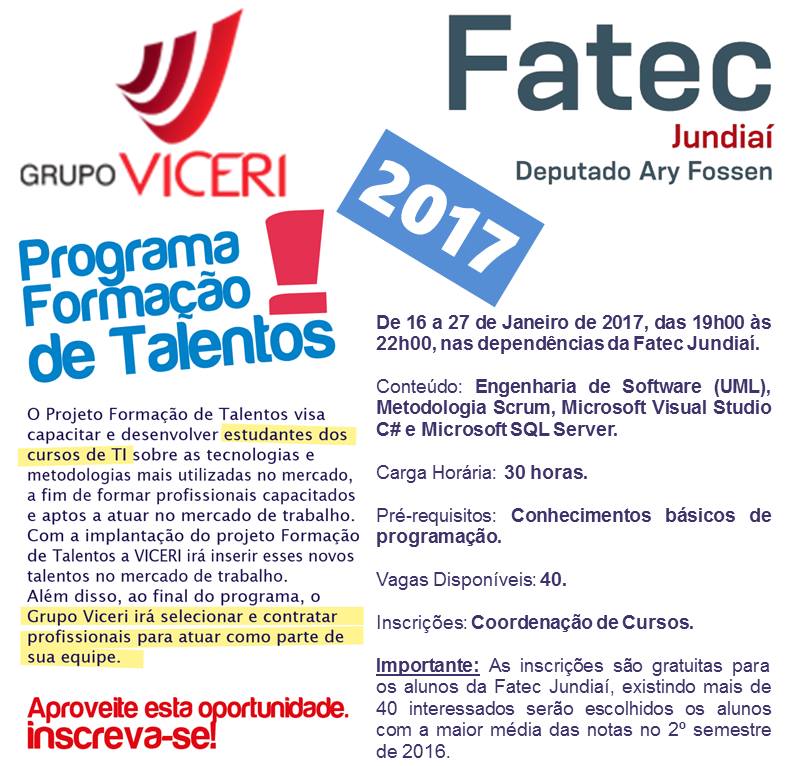 GRUPO VICERI
Fatec
Jundiaí
Deputado Ary Fossen
2017
Programa
Formação
de Talentos!
O Projeto Formação de Talentos visa
capacitar e desenvolver estudantes dos
cursos de TI sobre as tecnologias e
metodologias mais utilizadas no mercado,
a fim de formar profissionais capacitados
e aptos a atuar no mercado de trabalho.
Com a implantação do projeto Formação
de Talentos a VICERI irá inserir esses novos
talentos no mercado de trabalho.
Além disso, ao final do programa, o
Grupo Viceri irá selecionar e contratar
profissionais para atuar como parte de
sua equipe.
Aproveite esta oportunidade.
inscreva-se!
De 16 a 27 de Janeiro de 2017, das 19h00 às
22h00, nas dependências da Fatec Jundiaí.
Conteúdo: Engenharia de Software (UML),
Metodologia Scrum, Microsoft Visual Studio
C# e Microsoft SQL Server.
Carga Horária: 30 horas.
Pré-requisitos: Conhecimentos básicos de
programação.
Vagas Disponíveis: 40.
Inscrições: Coordenação de Cursos.
Importante: As inscrições são gratuitas para
os alunos da Fatec Jundiaí, existindo mais de
40 interessados serão escolhidos os alunos
com a maior média das notas no 2º semestre
de 2016.